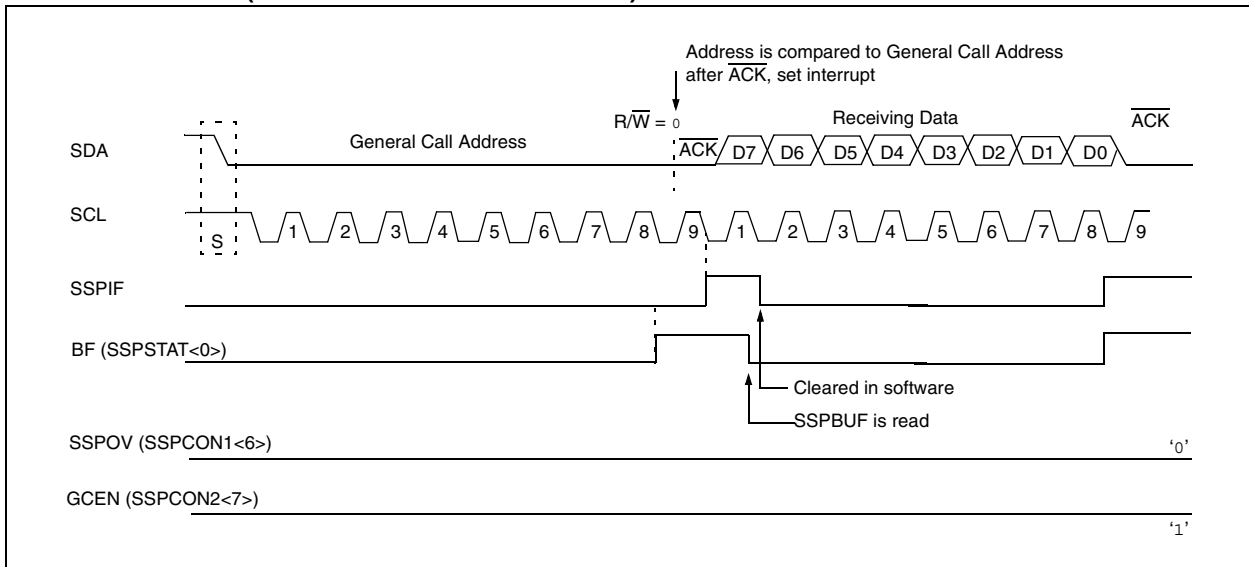 Address is compared to General Call Address
after ACK, set interrupt
R/W = 0
SDA
General Call Address
ACK
Receiving Data
ACK
D7 D6 D5 D4 D3 D2 D1 D0
SCL
S
1 2 3 4 5 6 7 8 9 1 2 3 4 5 6 7 8 9
SSPIF
BF (SSPSTAT<0>)
Cleared in software
SSPBUF is read
SSPOV (SSPCON1<6>)
‘0’
GCEN (SSPCON2<7>)
‘1’